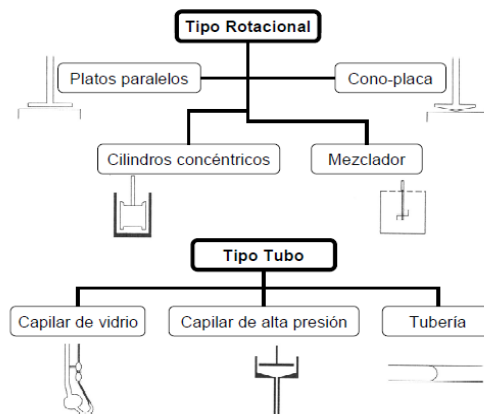 Tipo Rotacional
Platos paralelos
Cono-placa
Cilindros concéntricos
Mezclador
Tipo Tubo
Capilar de vidrio
Capilar de alta presión
Tubería